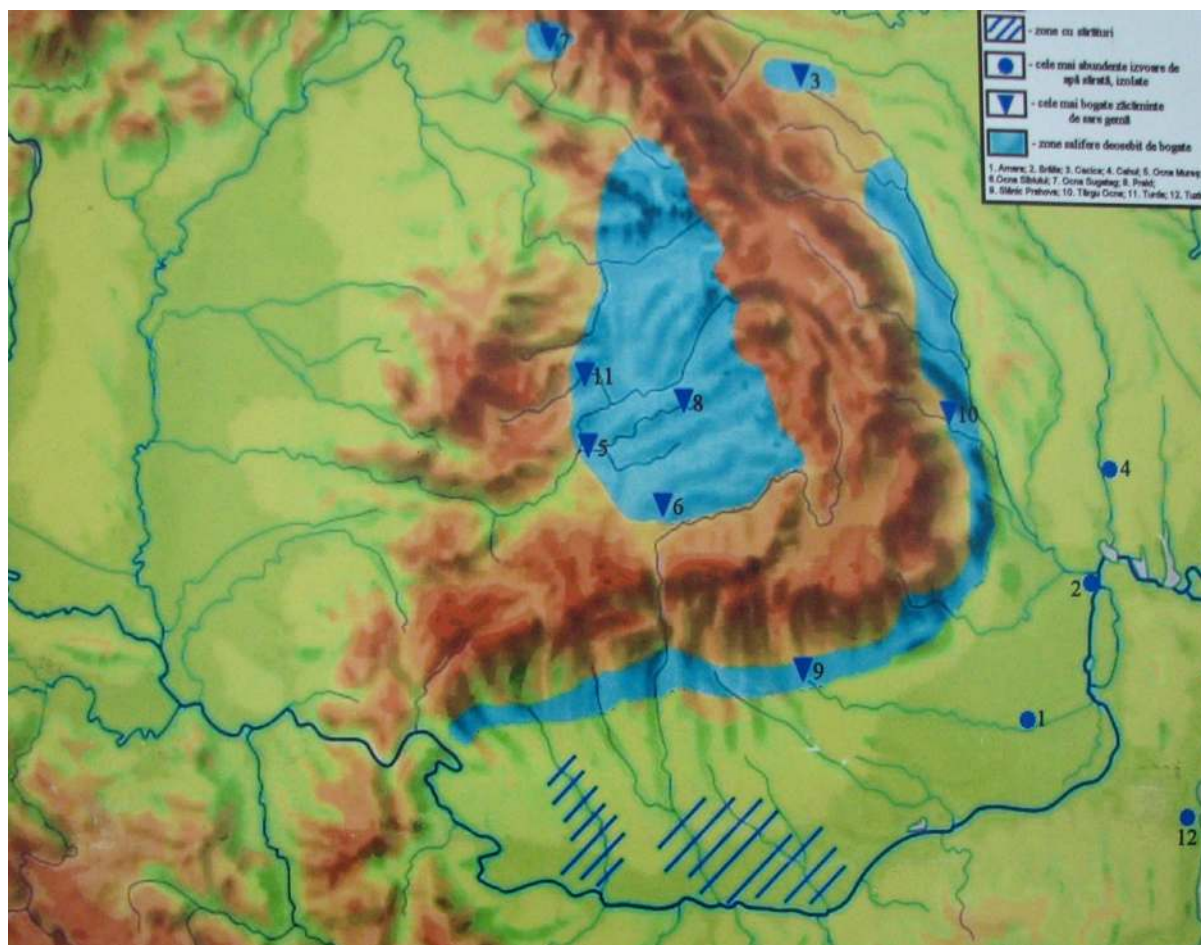 - zone cu sărături
- cele mai abundente izvoare de
apă sărată, izolate
- cele mai bogate zăcăminte
de sare gemă
- zone salifere deosebit de bogate
1. Amara; 2. Brăila; 3. Cacica; 4. Cahul; 5. Ocna Mureș
6. Ocna Sibiului; 7. Ocna Șugatag; 8. Praid;
9. Slănic Prahova; 10. Târgu Ocna; 11. Turda; 12.
7
3
11
8
10
5
4
6
2
9
1
12